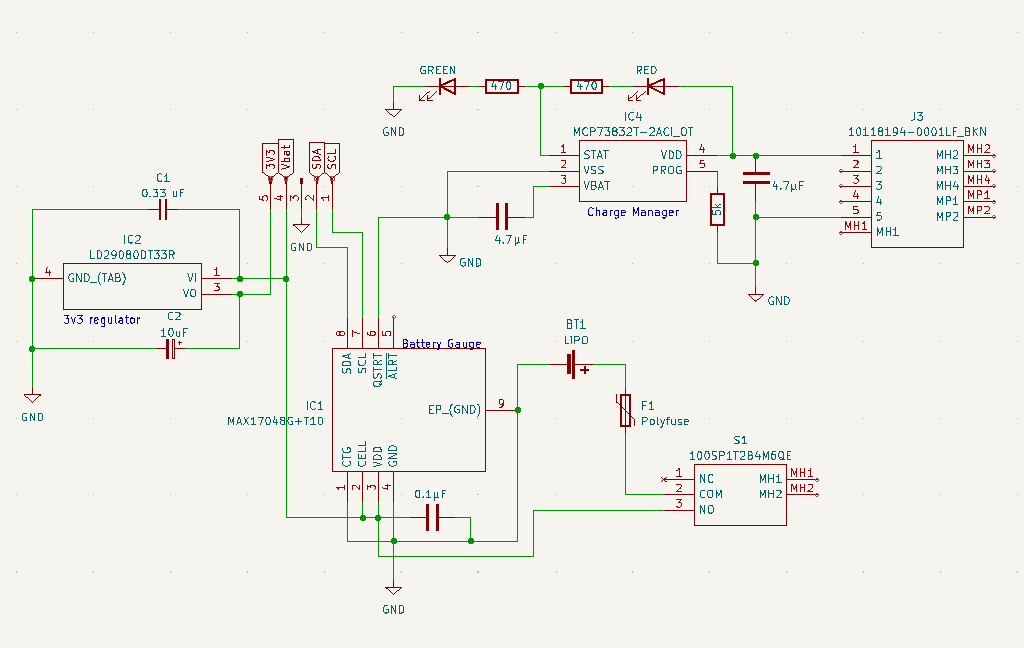 GREEN
470
470
RED
GND
IC4
MCP73832T-2ACI_OT
1 STAT
2 VSS
3 VBAT
VDD 4
PROG 5
Charge Manager
4.7μF
5k
4.7μF
GND
GND
J3
10118194-0001LF_BKN
1 1
2 2
3 3
4 4
5 5
MH1 MH1
MH2 MH2
MH3 MH3
MH4 MH4
MP1 MP1
MP2 MP2
3V3
Vbat
SDA
SCL
5
4
3
2
1
GND
C1
0.33 uF
IC2
LD29080DT33R
4 GND_(TAB)
VI 1
VO 3
3v3 regulator
C2
10uF
GND
Battery Gauge
8 SDA
7 SCL
6 QSTRT
5 ALRT
IC1
MAX17048G+T10
EP_(GND) 9
CTG 1
CELL 2
VDD 3
GND 4
0.1μF
GND
BT1
LIPO
F1
Polyfuse
S1
100SP1T2B4M6QE
1 NC
2 COM
3 NO
MH1 MH1
MH2 MH2